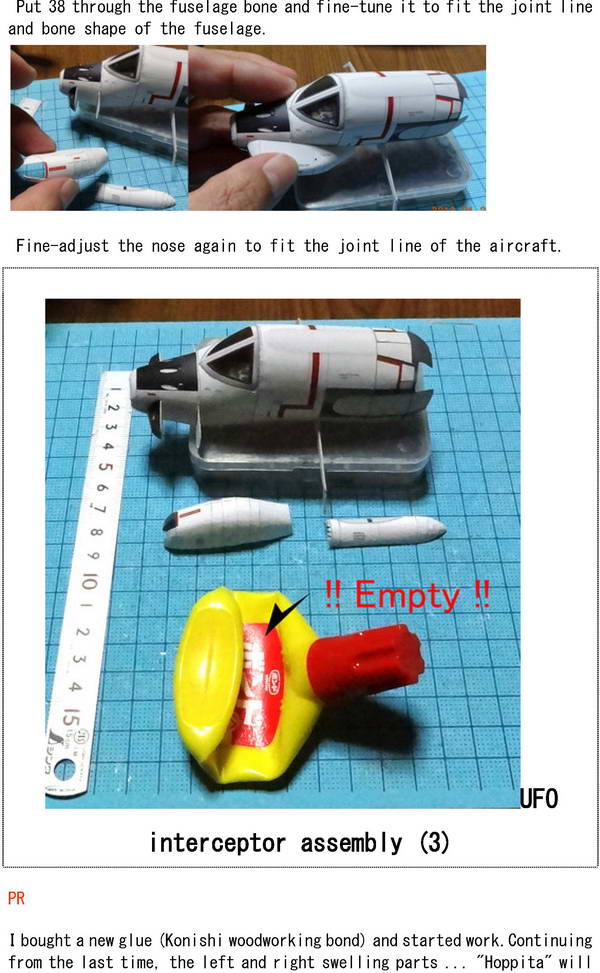 Put 38 through the fuselage bone and fine-tune it to fit the joint line
and bone shape of the fuselage.
Fine-adjust the nose again to fit the joint line of the aircraft.
1 2 3 4 5 6 7 8 9 10 1 2 3 4 15
!! Empty !!
UFO
interceptor assembly (3)
PR
I bought a new glue (Konishi woodworking bond) and started work. Continuing
from the last time, the left and right swelling parts ... "Hoppita" will